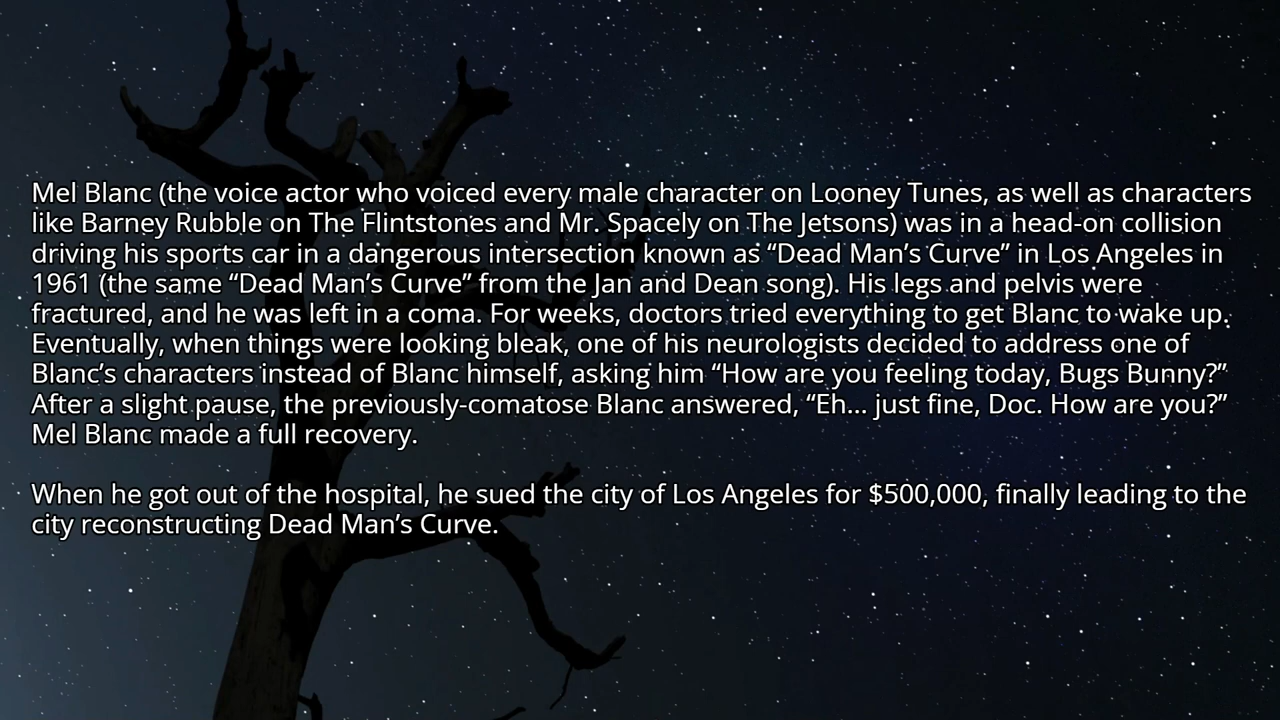 Mel Blanc (the voice actor who voiced every male character on Looney Tunes, as well as characters
like Barney Rubble on The Flintstones and Mr. Spacely on The Jetsons) was in a head-on collision
driving his sports car in a dangerous intersection known as “Dead Man’s Curve” in Los Angeles in
1961 (the same “Dead Man’s Curve” from the Jan and Dean song). His legs and pelvis were
fractured, and he was left in a coma. For weeks, doctors tried everything to get Blanc to wake up.
Eventually, when things were looking bleak, one of his neurologists decided to address one of
Blanc’s characters instead of Blanc himself, asking him “How are you feeling today, Bugs Bunny?”
After a slight pause, the previously-comatose Blanc answered, “Eh... just fine, Doc. How are you?”
Mel Blanc made a full recovery.
When he got out of the hospital, he sued the city of Los Angeles for $500,000, finally leading to the
city reconstructing Dead Man’s Curve.